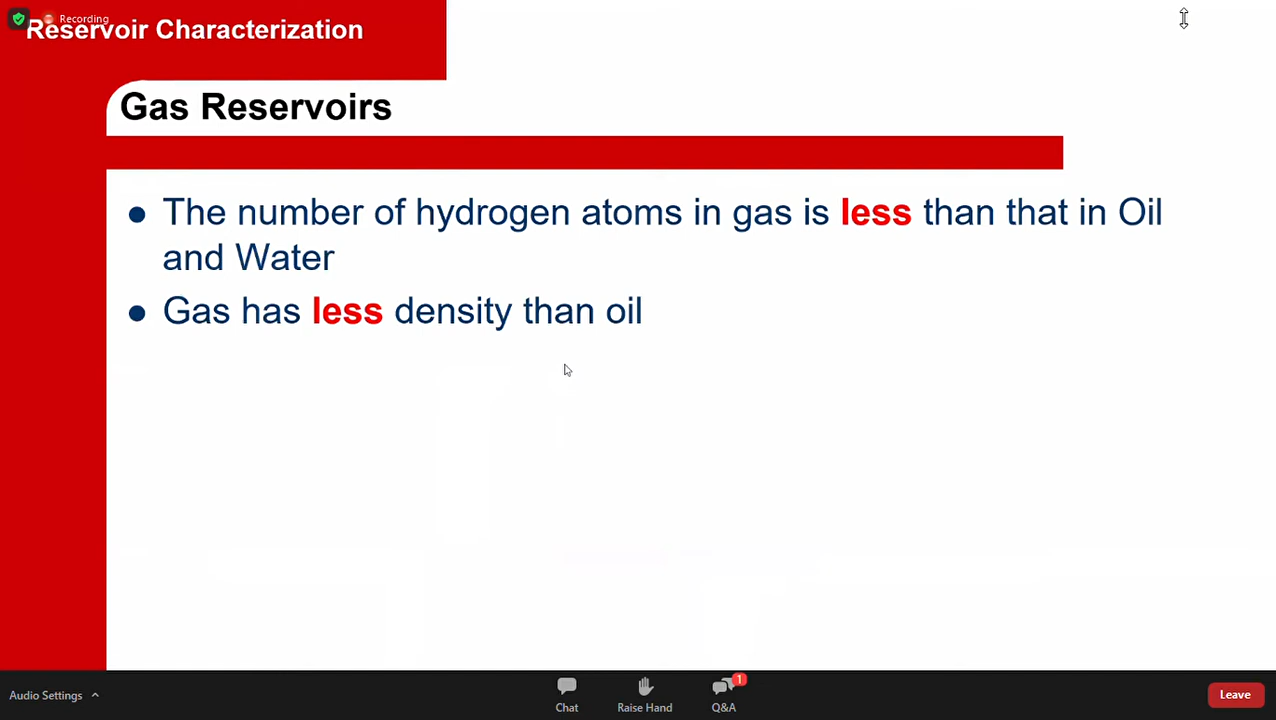 Recording
Reservoir Characterization
Gas Reservoirs
The number of hydrogen atoms in gas is less than that in Oil
and Water
Gas has less density than oil
Audio Settings
Chat
Raise Hand
1
Q&A
Leave